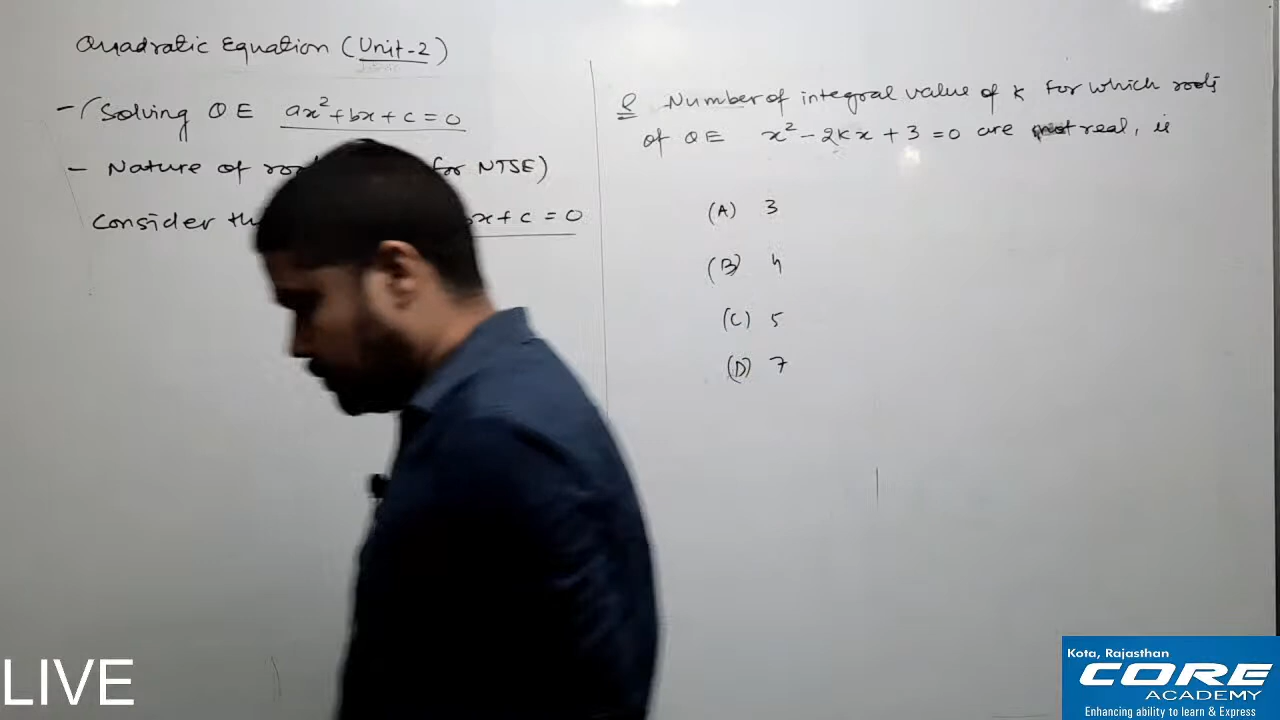 Quadratic Equation (Unit-2)
- Solving QE ax²+bx+c=0
- Nature of for NTSE)
Consider x+c=0
Q Number of integral value of k for which roots
of QE x²-2kx+3=0 are not real, is
(A) 3
(B) 4
(C) 5
(D) 7
LIVE
Kota, Rajasthan
CORE
ACADEMY
Enhancing ability to learn & Express